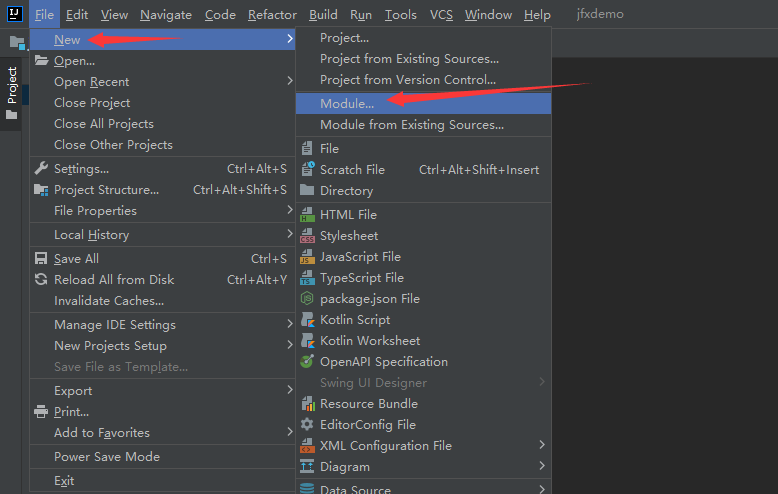 IJ File Edit View Navigate Code Refactor Build Run Tools VCS Window Help jfxdemo
Project
New
Open...
Open Recent
Close Project
Close All Projects
Close Other Projects
Settings... Ctrl+Alt+S
Project Structure... Ctrl+Alt+Shift+S
File Properties
Local History
Save All Ctrl+S
Reload All from Disk Ctrl+Alt+Y
Invalidate Caches...
Manage IDE Settings
New Projects Setup
Save File as Template...
Export
Print...
Add to Favorites
Power Save Mode
Exit
Project...
Project from Existing Sources...
Project from Version Control...
Module...
Module from Existing Sources...
File
Scratch File Ctrl+Alt+Shift+Insert
Directory
HTML File
Stylesheet
JavaScript File
TypeScript File
package.json File
Kotlin Script
Kotlin Worksheet
OpenAPI Specification
Swing UI Designer
Resource Bundle
EditorConfig File
XML Configuration File
Diagram
Data Source